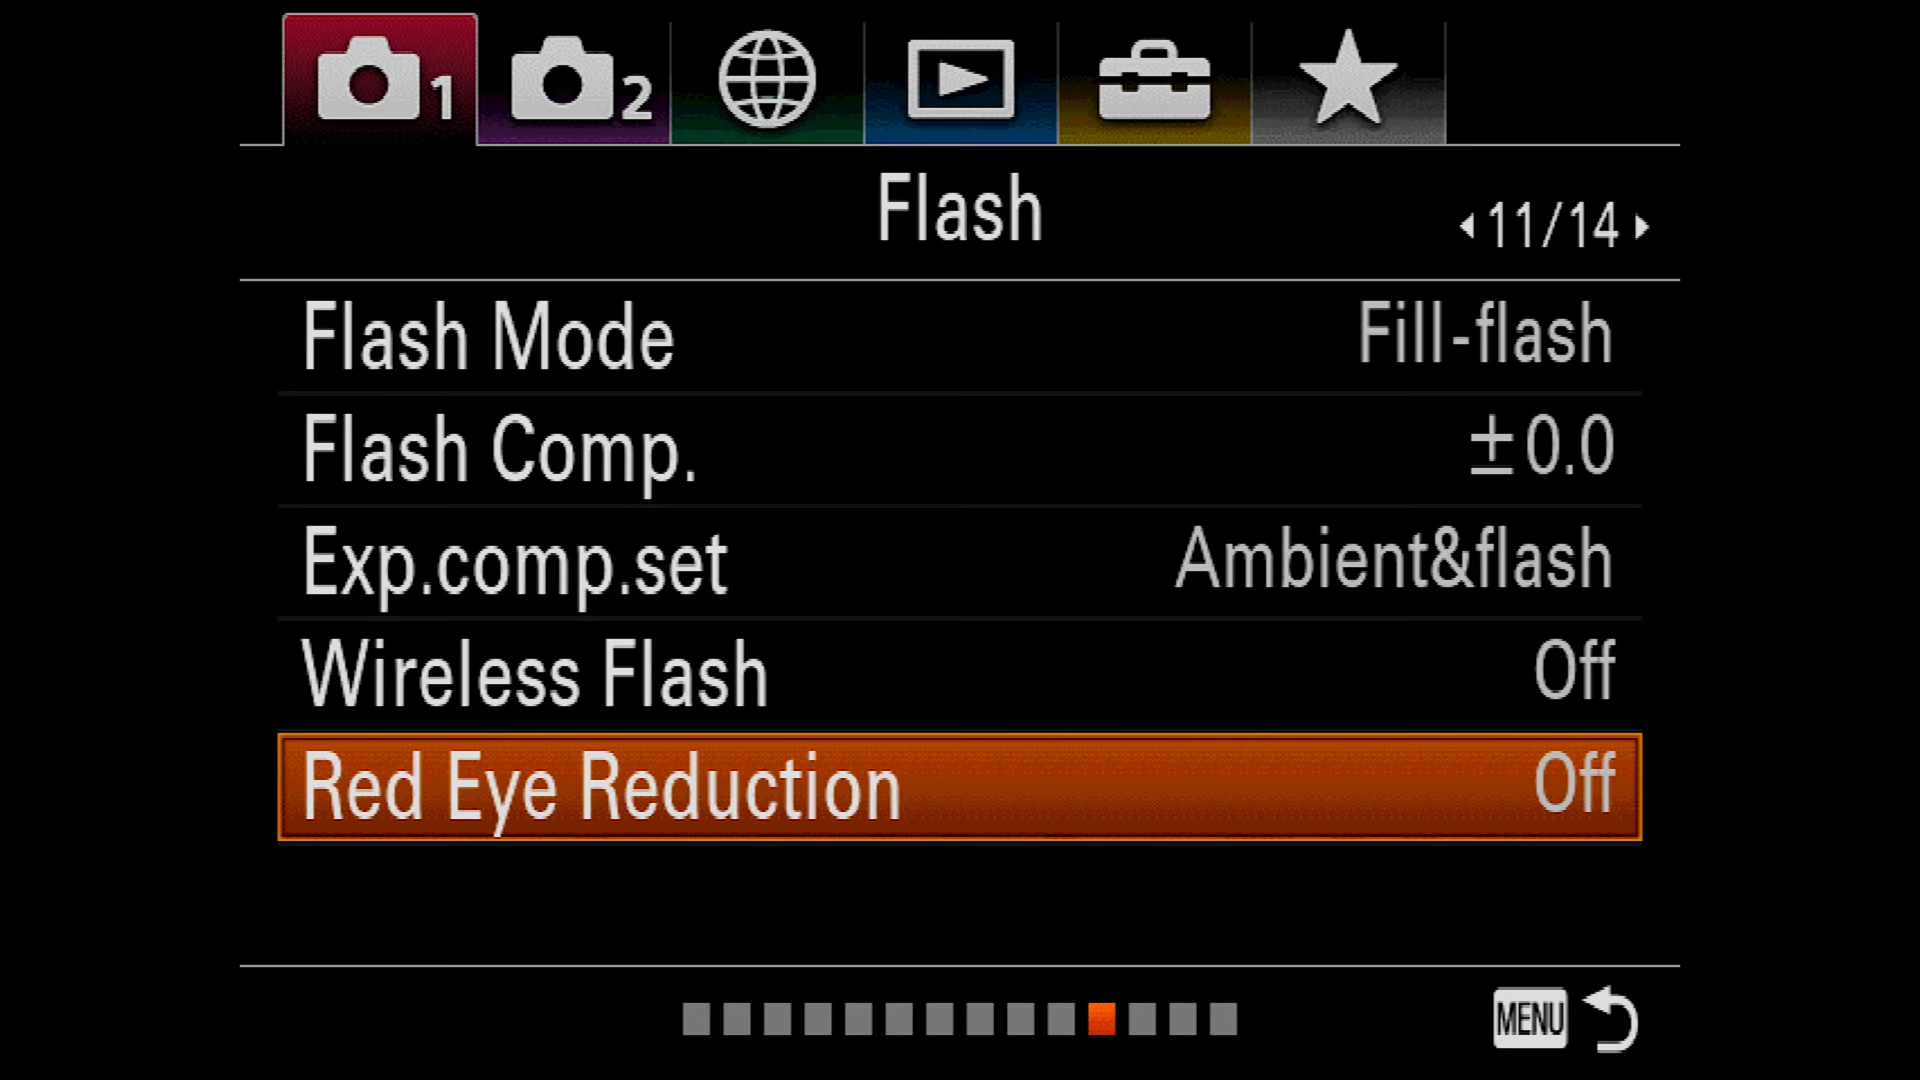 1 2
Flash
11/14
Flash Mode Fill-flash
Flash Comp. ±0.0
Exp.comp.set Ambient&flash
Wireless Flash Off
Red Eye Reduction Off
MENU